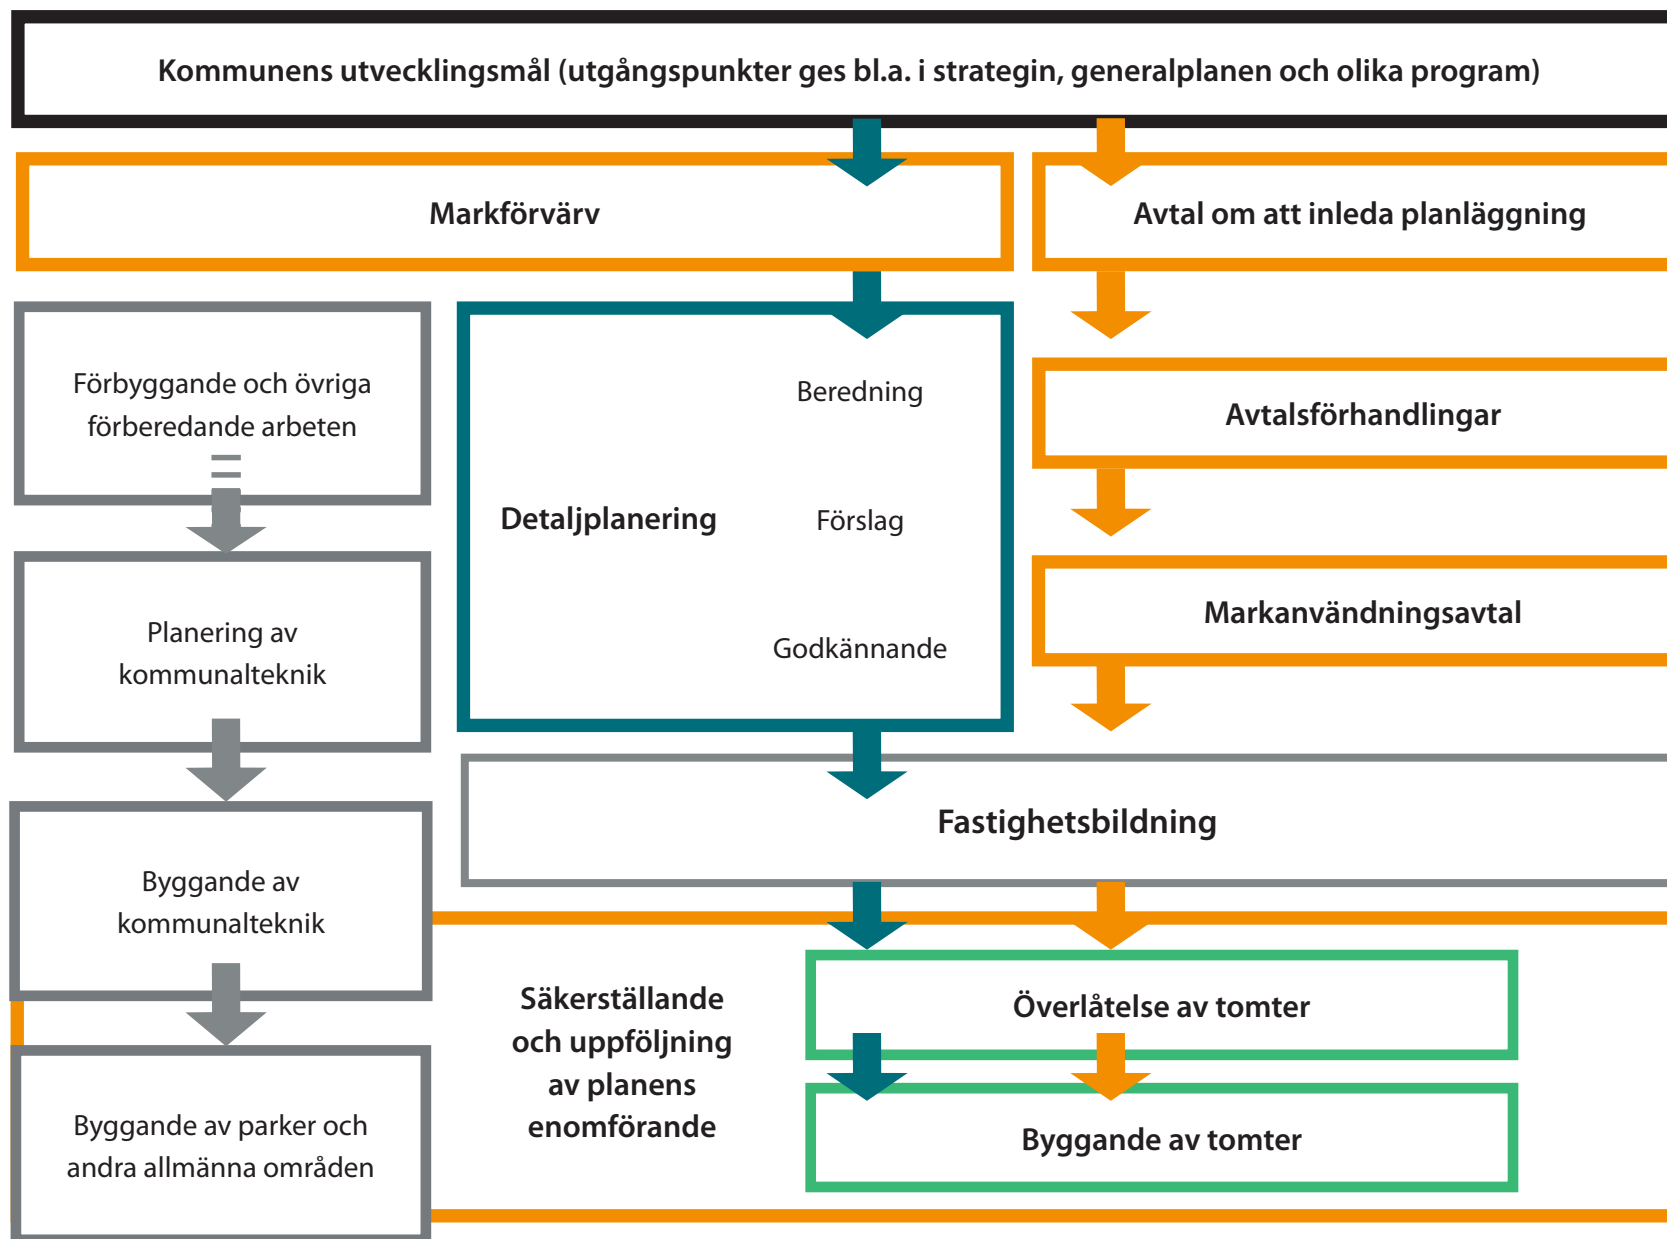 Kommunens utvecklingsmål (utgångspunkter ges bl.a. i strategin, generalplanen och olika program)
Markförvärv
Avtal om att inleda planläggning
Förbyggande och övriga
förberedande arbeten
Planering av
kommunalteknik
Byggande av
kommunalteknik
Byggande av parker och
andra allmänna områden
Detaljplanering
Beredning
Förslag
Godkännande
Avtalsförhandlingar
Markanvändningsavtal
Fastighetsbildning
Säkerställande
och uppföljning
av planens
enomförande
Överlåtelse av tomter
Byggande av tomter